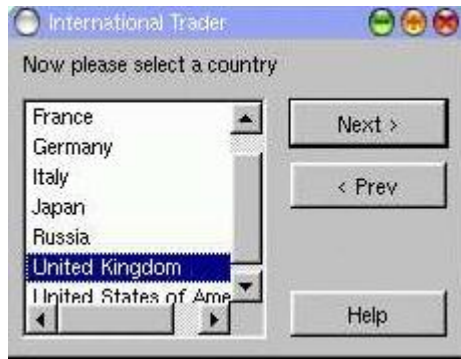 International Trader
Now please select a country
France
Germany
Italy
Japan
Russia
United Kingdom
United States of Ame
Next >
< Prev
Help